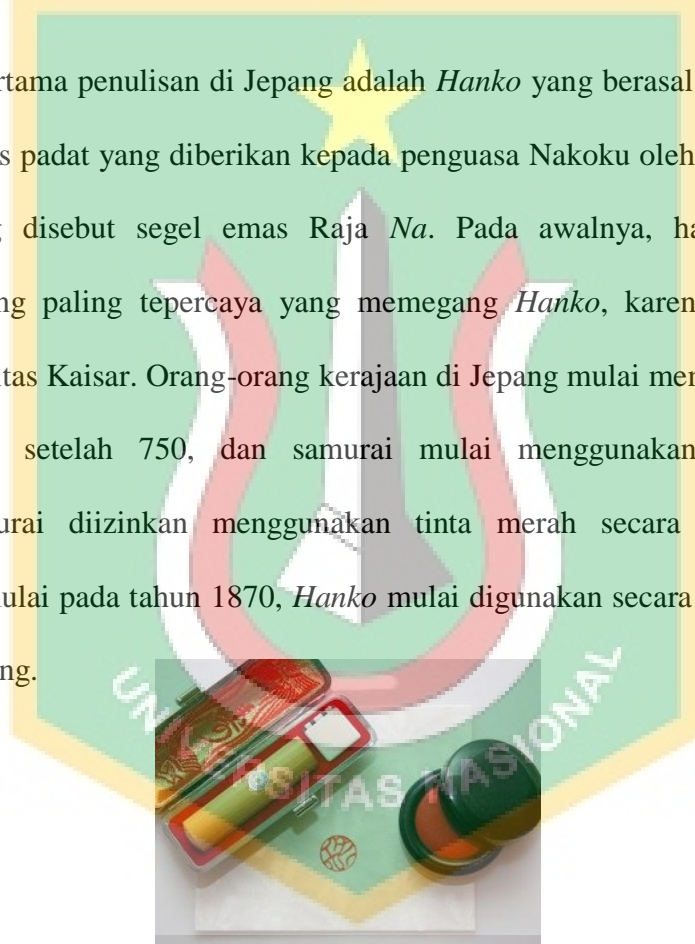 rtama penulisan di Jepang adalah Hanko yang berasal
s padat yang diberikan kepada penguasa Nakoku oleh
disebut segel emas Raja Na. Pada awalnya,
ng paling tepercaya yang memegang Hanko, karen
itas Kaisar. Orang-orang kerajaan di Jepang mulai
setelah 750, dan samurai mulai menggunakan
urai diizinkan menggunakan tinta merah secara
ulai pada tahun 1870, Hanko mulai digunakan secara
ng.
UNIVERSITAS NASIONAL